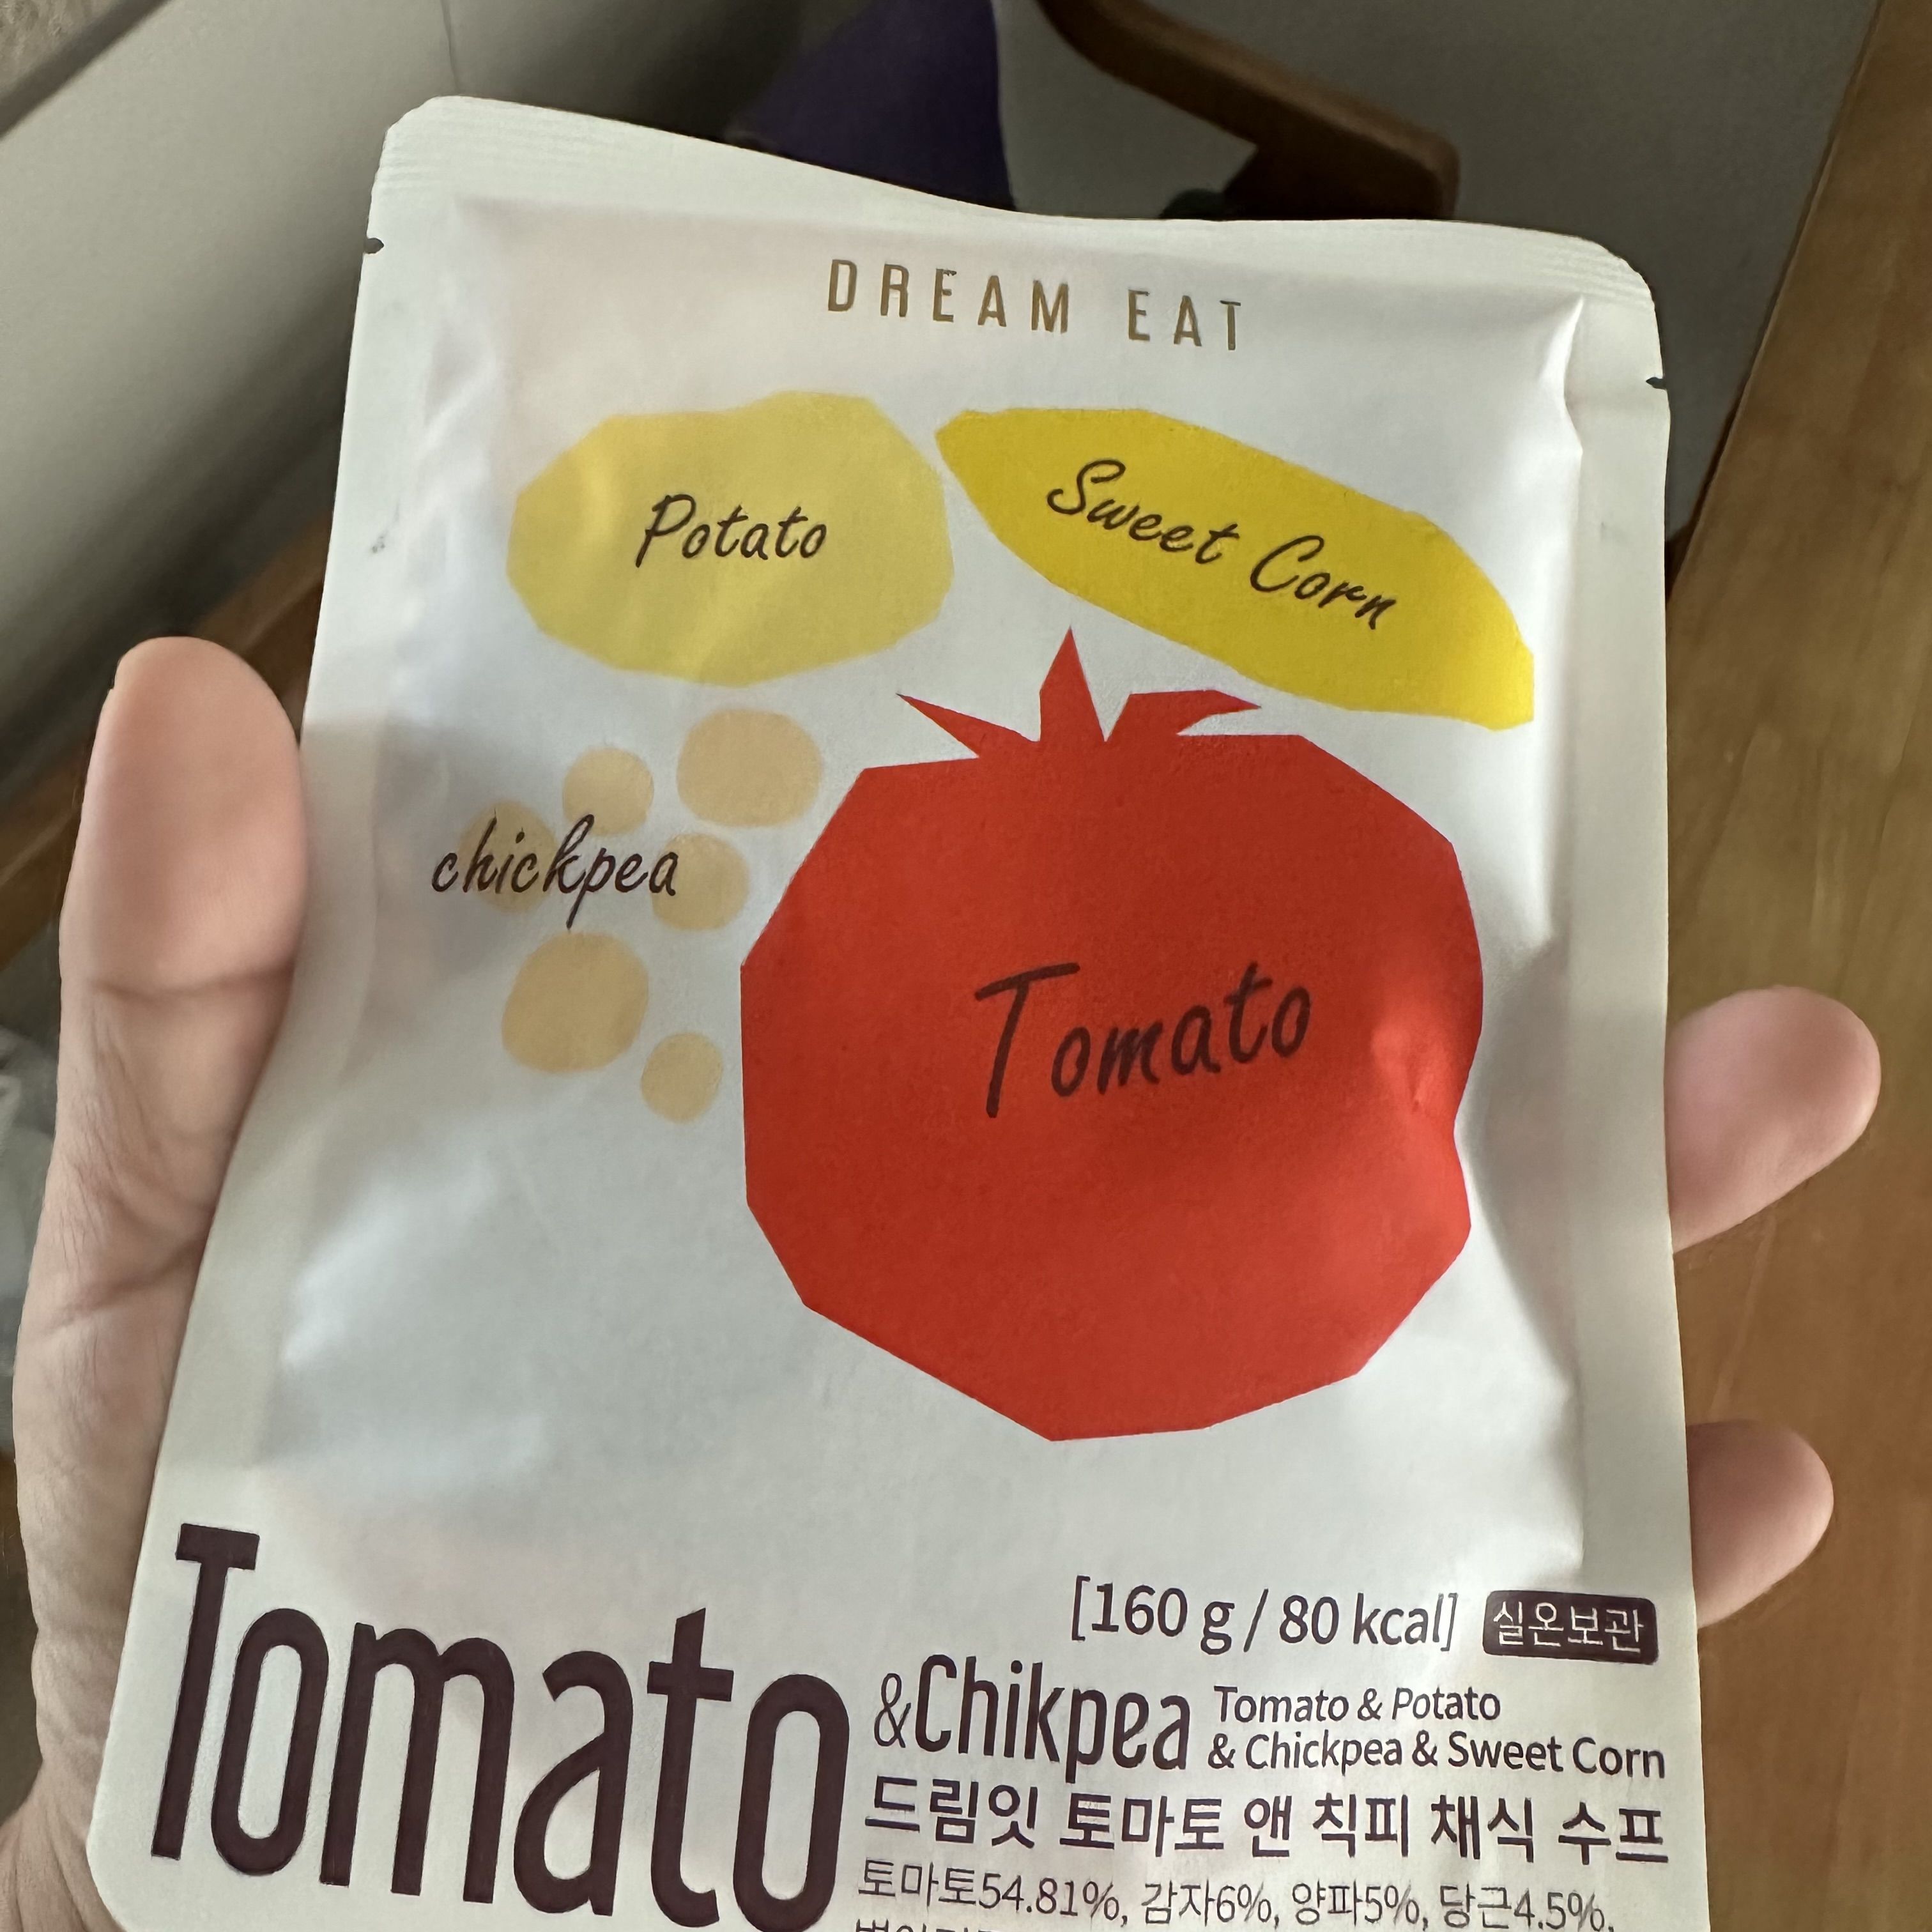 DREAM EAT
Potato
Sweet Corn
chickpea
Tomato
[160 g / 80 kcal] 실온보관
Tomato
&Chikpea
Tomato & Potato
& Chickpea & Sweet Corn
드림잇 토마토 앤 칙피 채식 수프
토마토54.81%, 감자6%, 양파5%, 당근4.5%,